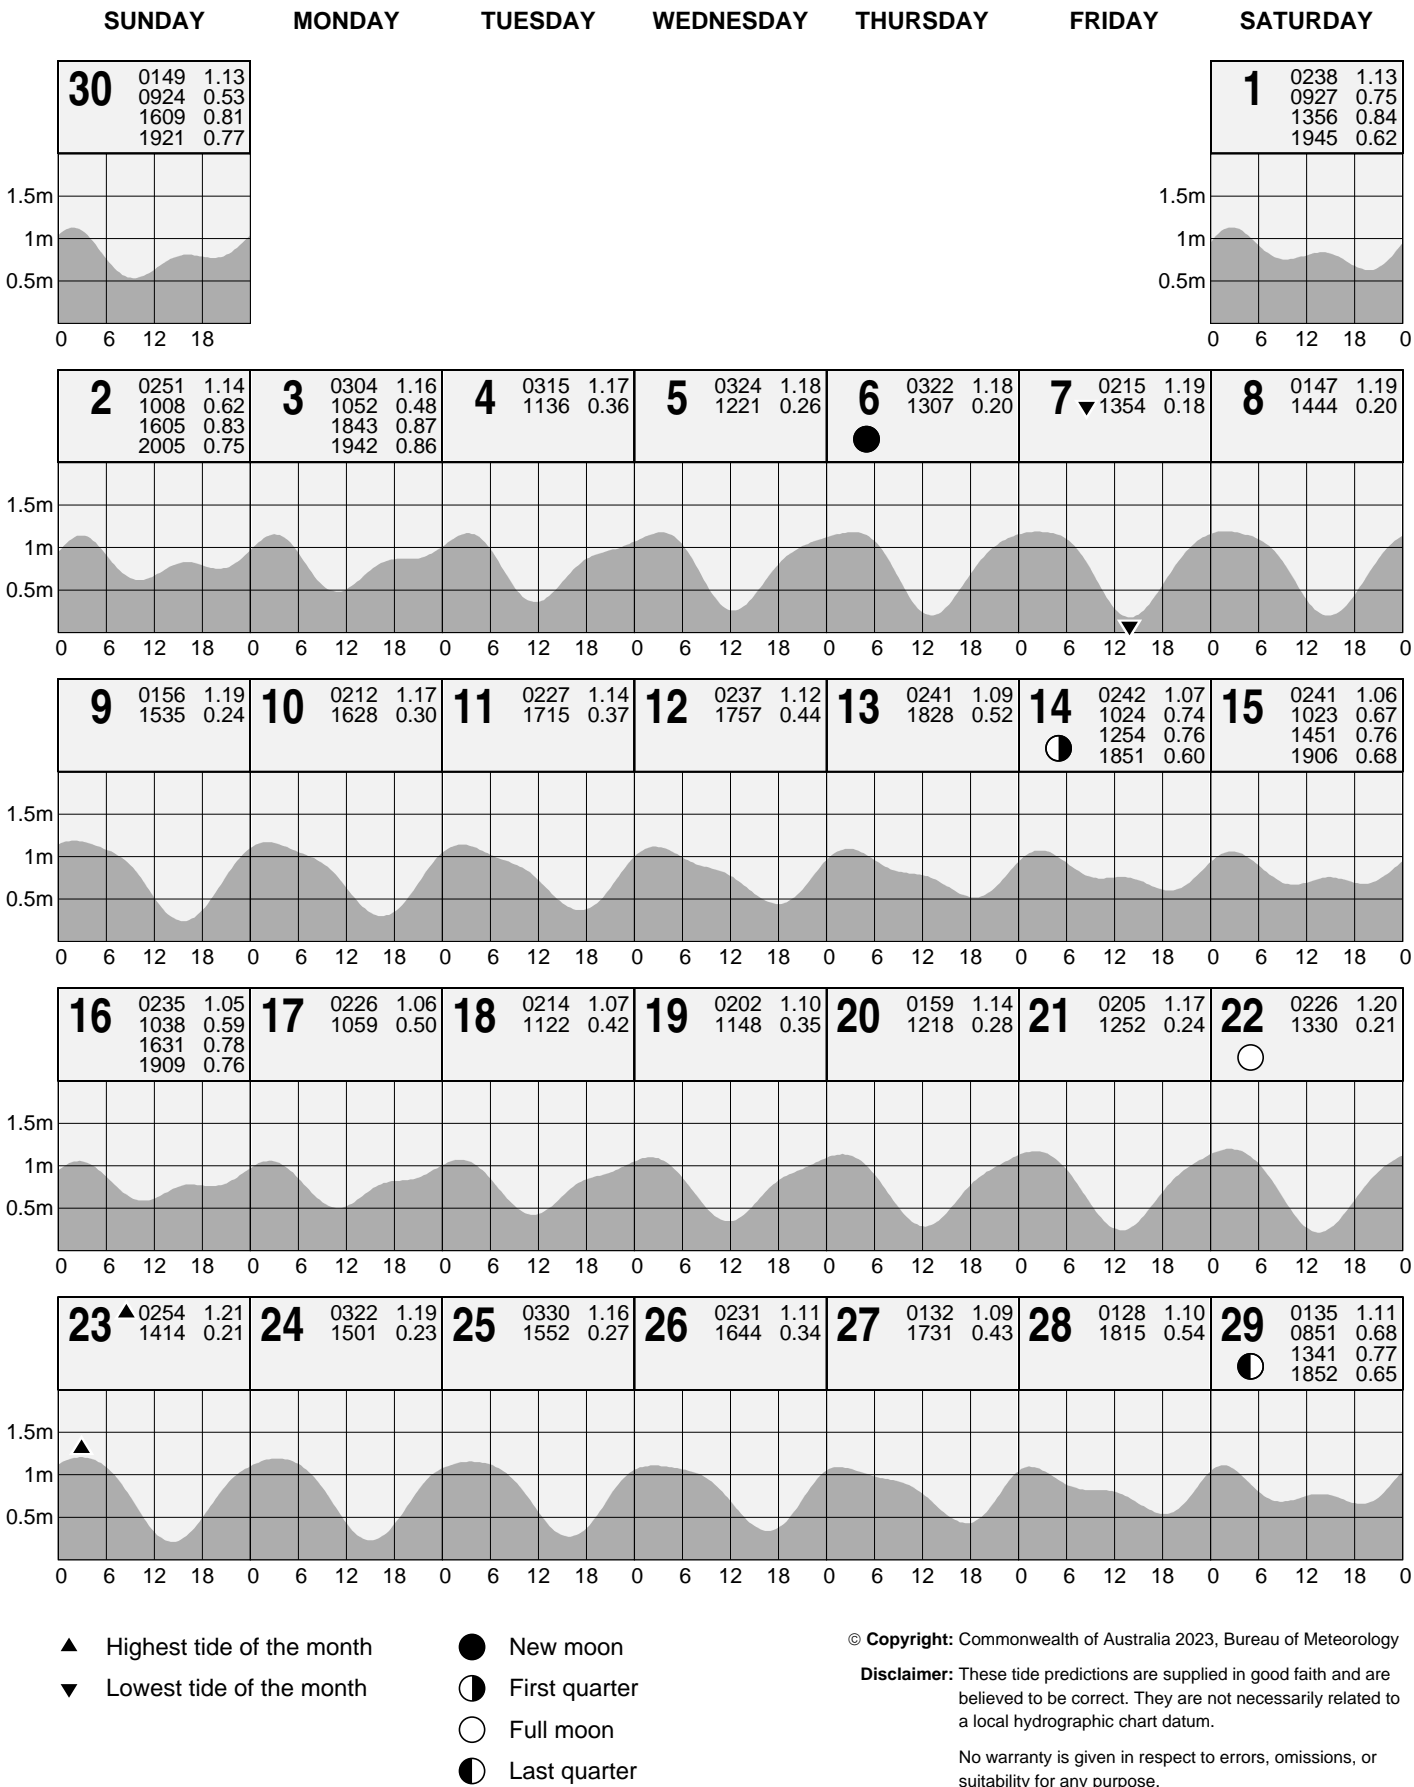 SUNDAY MONDAY TUESDAY WEDNESDAY THURSDAY FRIDAY SATURDAY
30 0149 1.13 1 0238 1.13
0924 0.53 0927 0.75
1609 0.81 1356 0.84
1921 0.77 1945 0.62
1.5m 1.5m
1m 1m
0.5m 0.5m
0 6 12 18 0 6 12 18 0
2 0251 1.14 3 0304 1.16 4 0315 1.17 5 0324 1.18 6 0322 1.18 7 0215 1.19 8 0147 1.19
1008 0.62 1052 0.48 1136 0.36 1221 0.26 1307 0.20 1354 0.18 1444 0.20
1605 0.83 1843 0.87
2005 0.75 1942 0.86
1.5m
1m
0.5m
0 6 12 18 0 6 12 18 0 6 12 18 0 6 12 18 0 6 12 18 0 6 12 18 0 6 12 18 0
9 0156 1.19 10 0212 1.17 11 0227 1.14 12 0237 1.12 13 0241 1.09 14 0242 1.07 15 0241 1.06
1535 0.24 1628 0.30 1715 0.37 1757 0.44 1828 0.52 1024 0.74 1023 0.67
1254 0.76 1451 0.76
1851 0.60 1906 0.68
1.5m
1m
0.5m
0 6 12 18 0 6 12 18 0 6 12 18 0 6 12 18 0 6 12 18 0 6 12 18 0 6 12 18 0
16 0235 1.05 17 0226 1.06 18 0214 1.07 19 0202 1.10 20 0159 1.14 21 0205 1.17 22 0226 1.20
1038 0.59 1059 0.50 1122 0.42 1148 0.35 1218 0.28 1252 0.24 1330 0.21
1631 0.78
1909 0.76
1.5m
1m
0.5m
0 6 12 18 0 6 12 18 0 6 12 18 0 6 12 18 0 6 12 18 0 6 12 18 0 6 12 18 0
23 0254 1.21 24 0322 1.19 25 0330 1.16 26 0231 1.11 27 0132 1.09 28 0128 1.10 29 0135 1.11
1414 0.21 1501 0.23 1552 0.27 1644 0.34 1731 0.43 1815 0.54 0851 0.68
1341 0.77
1852 0.65
1.5m
1m
0.5m
0 6 12 18 0 6 12 18 0 6 12 18 0 6 12 18 0 6 12 18 0 6 12 18 0 6 12 18 0
Highest tide of the month
Lowest tide of the month
New moon
First quarter
Full moon
Last quarter
© Copyright: Commonwealth of Australia 2023, Bureau of Meteorology
Disclaimer: These tide predictions are supplied in good faith and are
believed to be correct. They are not necessarily related to
a local hydrographic chart datum.
No warranty is given in respect to errors, omissions, or
suitability for any purpose.